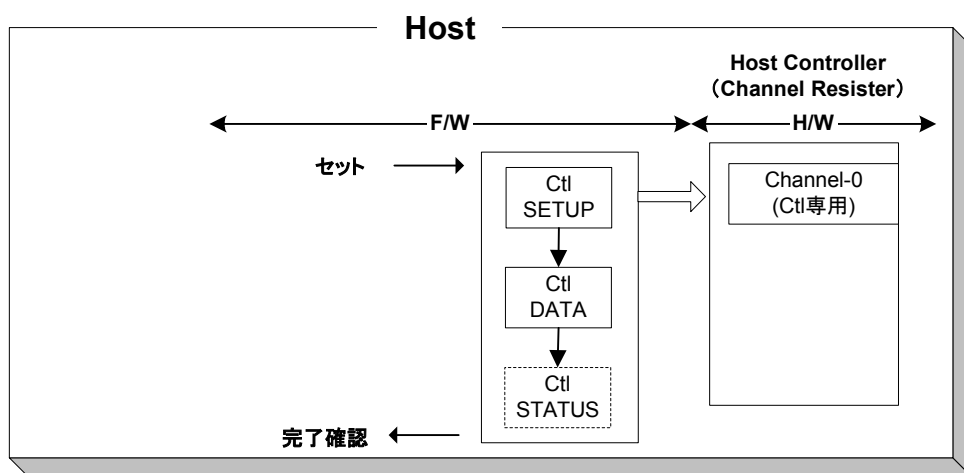 Host
Host Controller
（Channel Resister）
F/W
H/W
セット
Ctl
SETUP
Channel-0
(Ctl専用)
Ctl
DATA
Ctl
STATUS
完了確認